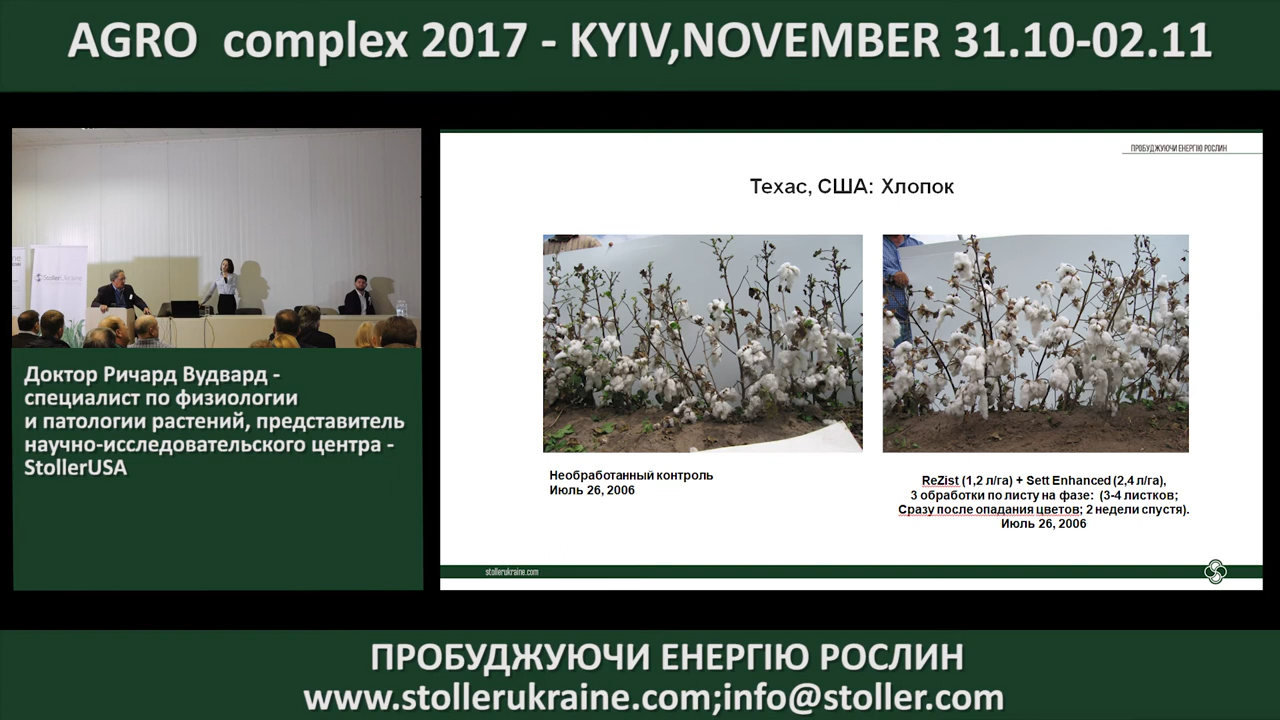 AGRO complex 2017 - KYIV,NOVEMBER 31.10-02.11
StollerUkraine
Доктор Ричард Вудвард -
специалист по физиологии
и патологии растений, представитель
научно-исследовательского центра -
StollerUSA
ПРОБУДЖУЮЧИ ЕНЕРГІЮ РОСЛИН
Техас, США: Хлопок
Необработанный контроль
Июль 26, 2006
ReZist (1,2 л/га) + Sett Enhanced (2,4 л/га),
3 обработки по листу на фазе: (3-4 листков;
Сразу после опадания цветов; 2 недели спустя).
Июль 26, 2006
stollerukraine.com
ПРОБУДЖУЮЧИ ЕНЕРГІЮ РОСЛИН
www.stollerukraine.com;info@stoller.com